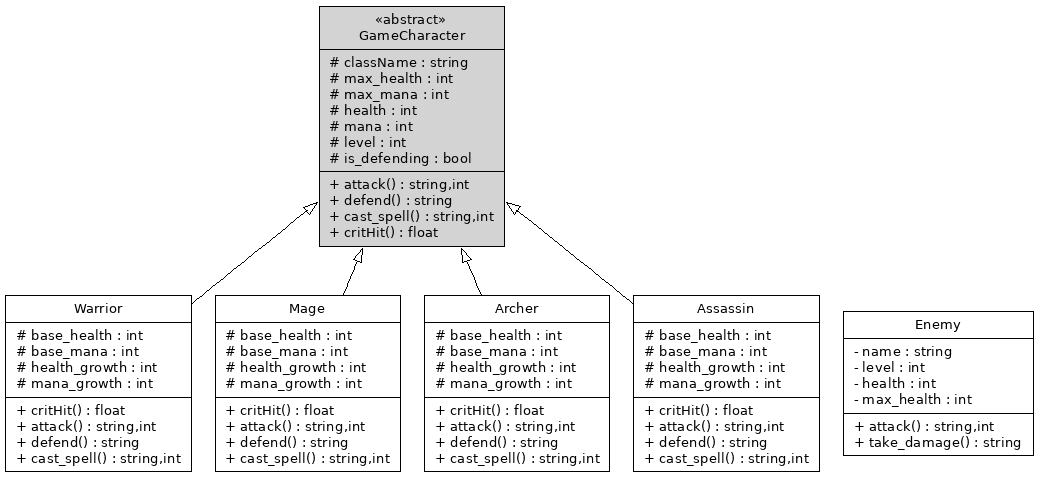 «abstract»
GameCharacter
# className : string
# max_health : int
# max_mana : int
# health : int
# mana : int
# level : int
# is_defending : bool
+ attack() : string,int
+ defend() : string
+ cast_spell() : string,int
+ critHit() : float
Warrior
# base_health : int
# base_mana : int
# health_growth : int
# mana_growth : int
+ critHit() : float
+ attack() : string,int
+ defend() : string
+ cast_spell() : string,int
Mage
# base_health : int
# base_mana : int
# health_growth : int
# mana_growth : int
+ critHit() : float
+ attack() : string,int
+ defend() : string
+ cast_spell() : string,int
Archer
# base_health : int
# base_mana : int
# health_growth : int
# mana_growth : int
+ critHit() : float
+ attack() : string,int
+ defend() : string
+ cast_spell() : string,int
Assassin
# base_health : int
# base_mana : int
# health_growth : int
# mana_growth : int
+ critHit() : float
+ attack() : string,int
+ defend() : string
+ cast_spell() : string,int
Enemy
- name : string
- level : int
- health : int
- max_health : int
+ attack() : string,int
+ take_damage() : string